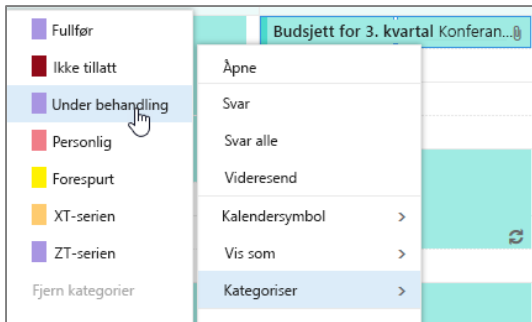 Fullfør
Ikke tillatt
Under behandling
Personlig
Forespurt
XT-serien
ZT-serien
Fjern kategorier
Budsjett for 3. kvartal Konferan...
Åpne
Svar
Svar alle
Videresend
Kalendersymbol
Vis som
Kategoriser